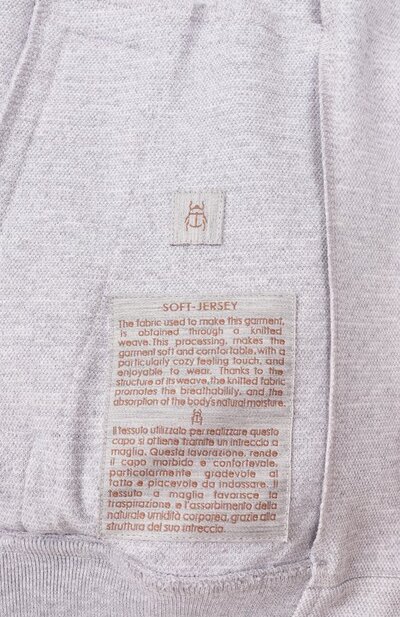 SOFT-JERSEY
The fabric used to make this garment,
is obtained through a knitted
weave. This processing, makes the
garment soft and comfortable, with a
particularly cozy feeling touch, and
enjoyable to wear. Thanks to the
structure of its weave, the knitted fabric
promotes the breathability, and the
absorption of the body's natural moisture.
Il tessuto utilizzato per realizzare questo
capo si ottiene tramite un intreccio a
maglia. Questa lavorazione, rende
il capo morbido e confortevole,
particolarmente gradevole al
tatto e piacevole da indossare. Il
tessuto a maglia favorisce la
traspirazione e l'assorbimento della
naturale umidità corporea, grazie alla
struttura del suo intreccio.